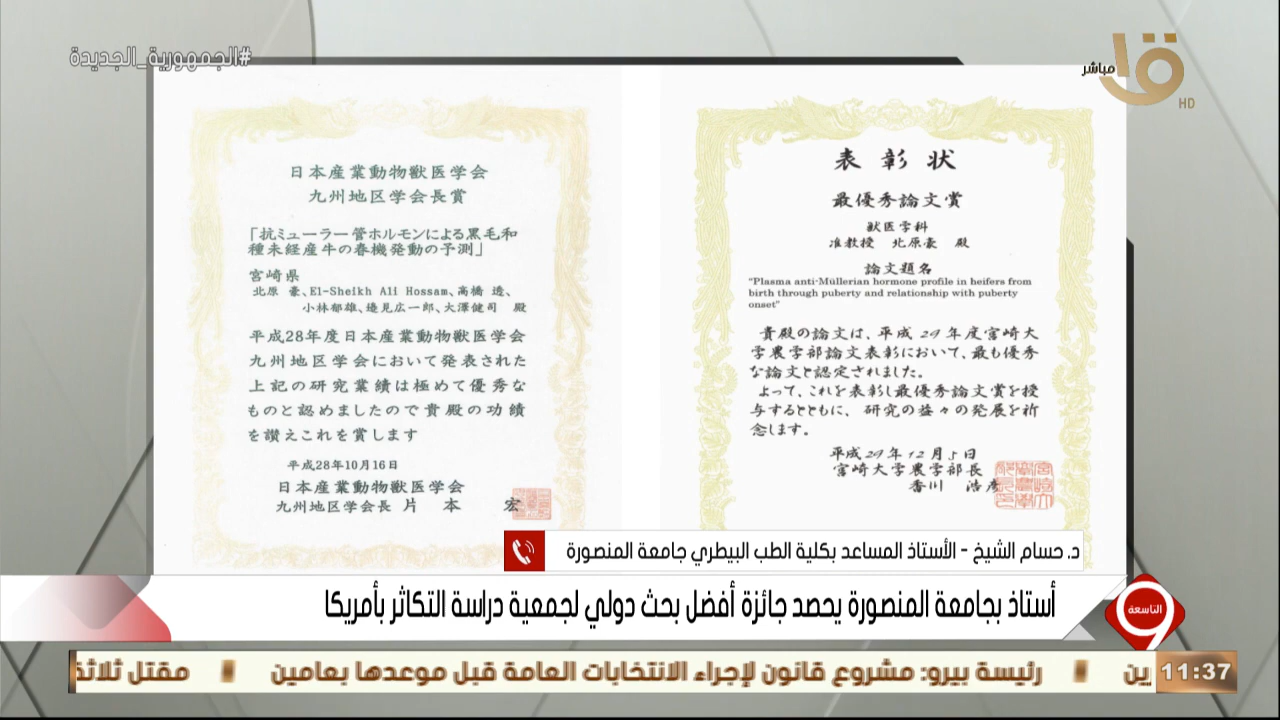 #الجمهورية_الجديدة
مباشر
HD
日本産業動物獣医学会
九州地区学会長賞
「抗ミューラー管ホルモンによる黒毛和
種未経産牛の春機発動の予測」
宮崎県
北原 豪、El-Sheikh Ali Hossam、高橋 透、
小林郁雄、邉見広一郎、大澤健司 殿
平成28年度日本産業動物獣医学会
九州地区学会において発表された
上記の研究業績は極めて優秀な
ものと認めましたので貴殿の功績
を讃えこれを賞します
平成28年10月16日
日本産業動物獣医学会
九州地区学会長 片 本 宏
表 彰 状
最優秀論文賞
獣医学科
准教授 北原豪 殿
論文題名
“Plasma anti-Müllerian hormone profile in heifers from
birth through puberty and relationship with puberty
onset”
貴殿の論文は、平成29年度宮崎大
学農学部論文表彰において、最も優秀
な論文と認定されました。
よって、これを表彰し最優秀論文賞を授
与するとともに、研究の益々の発展を祈
念します。
平成29年12月5日
宮崎大学農学部長
香川 浩彦
د. حسام الشيخ - الأستاذ المساعد بكلية الطب البيطري جامعة المنصورة
أستاذ بجامعة المنصورة يحصد جائزة أفضل بحث دولي لجمعية دراسة التكاثر بأمريكا
التاسعة
9
11:37
رين ▪ رئيسة بيرو: مشروع قانون لإجراء الانتخابات العامة قبل موعدها بعامين ▪ مقتل ثلاثة